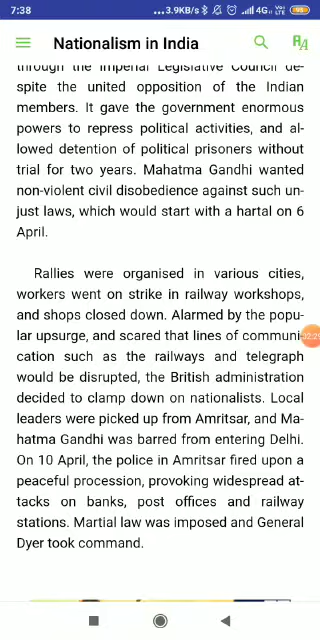 7:38 ...3.9KB/s 4G VoLTE 93
Nationalism in India
through the Imperial Legislative Council de-
spite the united opposition of the Indian
members. It gave the government enormous
powers to repress political activities, and al-
lowed detention of political prisoners without
trial for two years. Mahatma Gandhi wanted
non-violent civil disobedience against such un-
just laws, which would start with a hartal on 6
April.
Rallies were organised in various cities,
workers went on strike in railway workshops,
and shops closed down. Alarmed by the popu-
lar upsurge, and scared that lines of communi-
02:29
cation such as the railways and telegraph
would be disrupted, the British administration
decided to clamp down on nationalists. Local
leaders were picked up from Amritsar, and Ma-
hatma Gandhi was barred from entering Delhi.
On 10 April, the police in Amritsar fired upon a
peaceful procession, provoking widespread at-
tacks on banks, post offices and railway
stations. Martial law was imposed and General
Dyer took command.